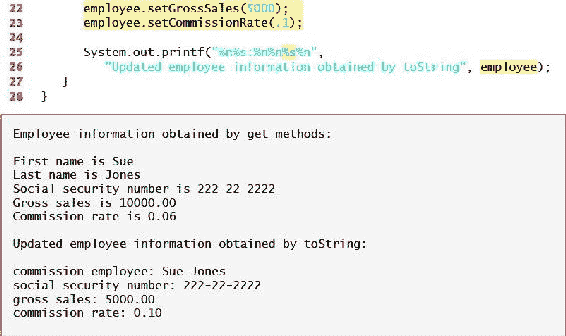 22 employee.setGrossSales(5000);
23 employee.setCommissionRate(.1);
24
25 System.out.printf("%n%s:%n%n%s%n",
26 "Updated employee information obtained by toString", employee);
27 }
28 }
Employee information obtained by get methods:
First name is Sue
Last name is Jones
Social security number is 222-22-2222
Gross sales is 10000.00
Commission rate is 0.06
Updated employee information obtained by toString:
commission employee: Sue Jones
social security number: 222-22-2222
gross sales: 5000.00
commission rate: 0.10